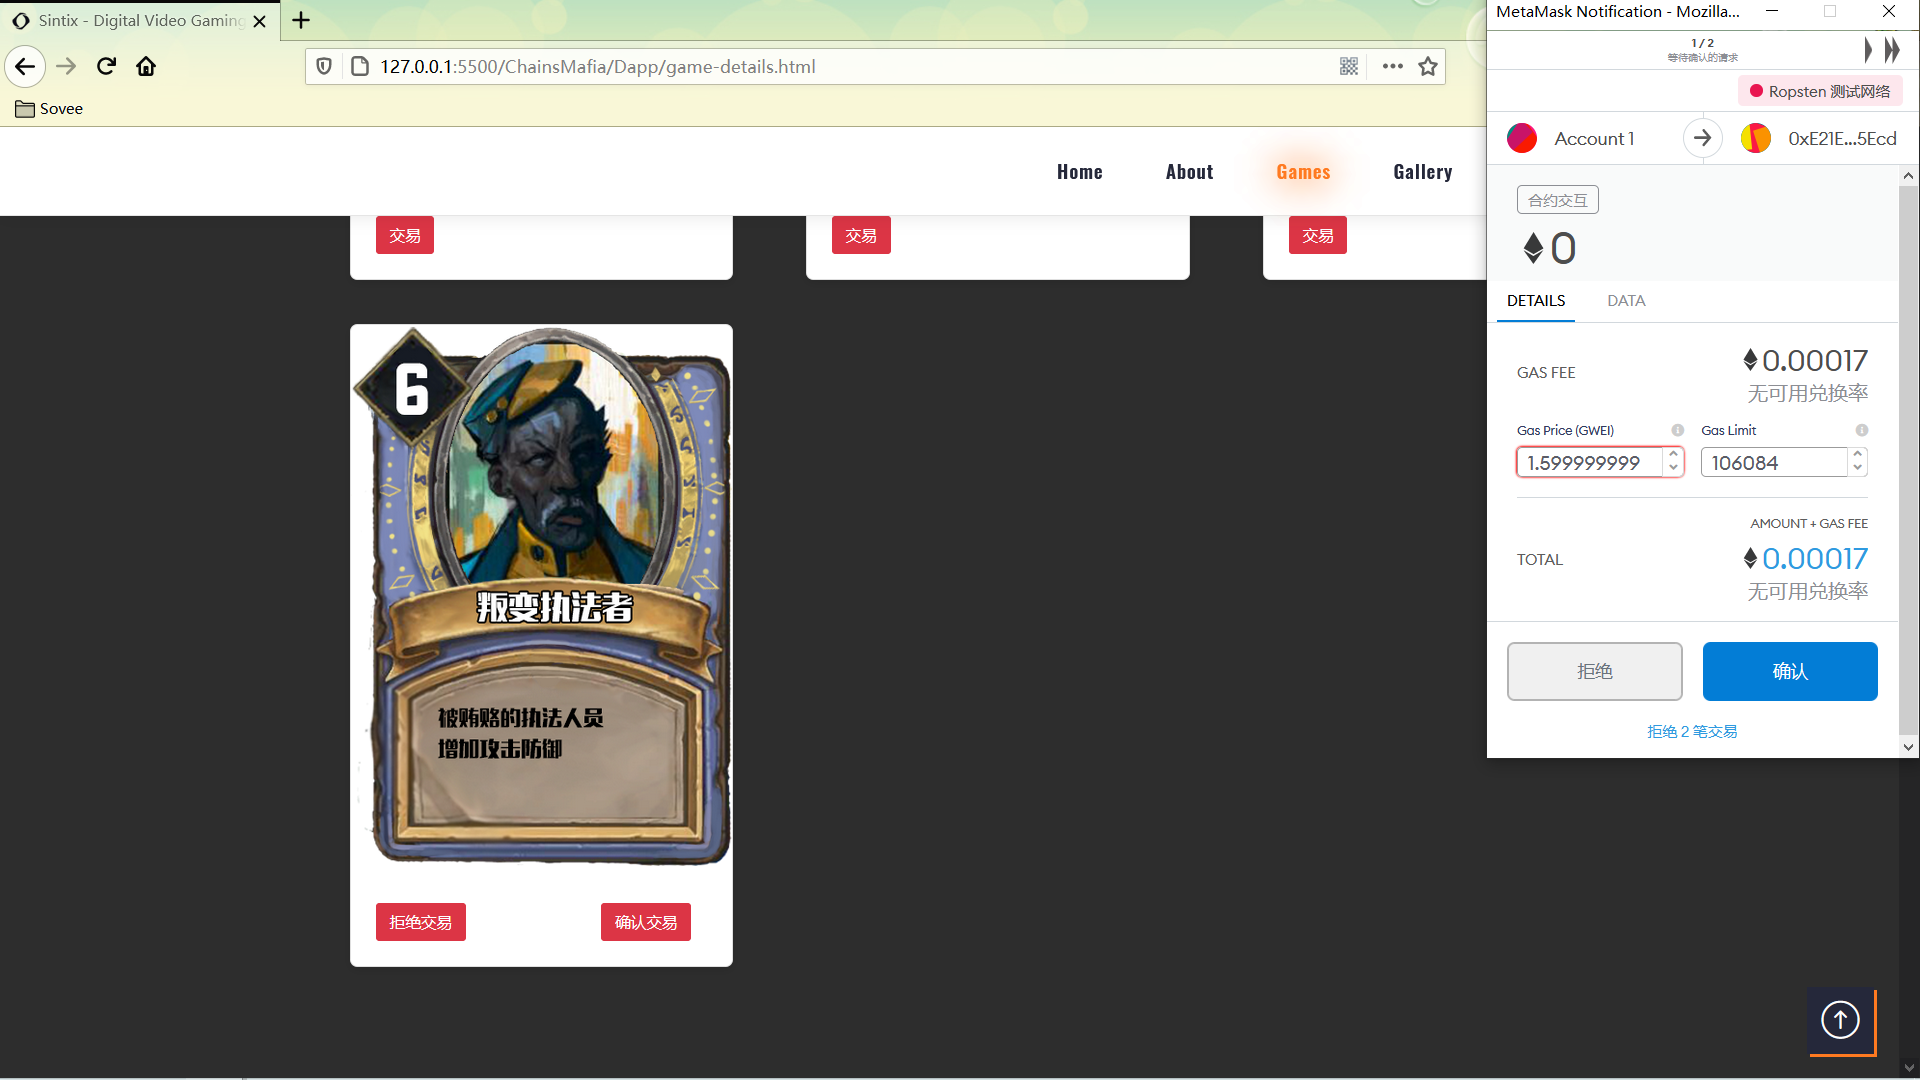 Sintix - Digital Video Gaming
MetaMask Notification - Mozilla...
127.0.0.1:5500/ChainsMafia/Dapp/game-details.html
Sovee
1 / 2
等待确认的请求
Ropsten 测试网络
Account 1
0xE21E...5Ecd
Home
About
Games
Gallery
交易
交易
交易
合约交互
0
DETAILS
DATA
GAS FEE
0.00017
无可用兑换率
Gas Price (GWEI)
Gas Limit
1.599999999
106084
AMOUNT + GAS FEE
TOTAL
0.00017
无可用兑换率
拒绝
确认
拒绝 2 笔交易
6
叛变执法者
被贿赂的执法人员
增加攻击防御
拒绝交易
确认交易